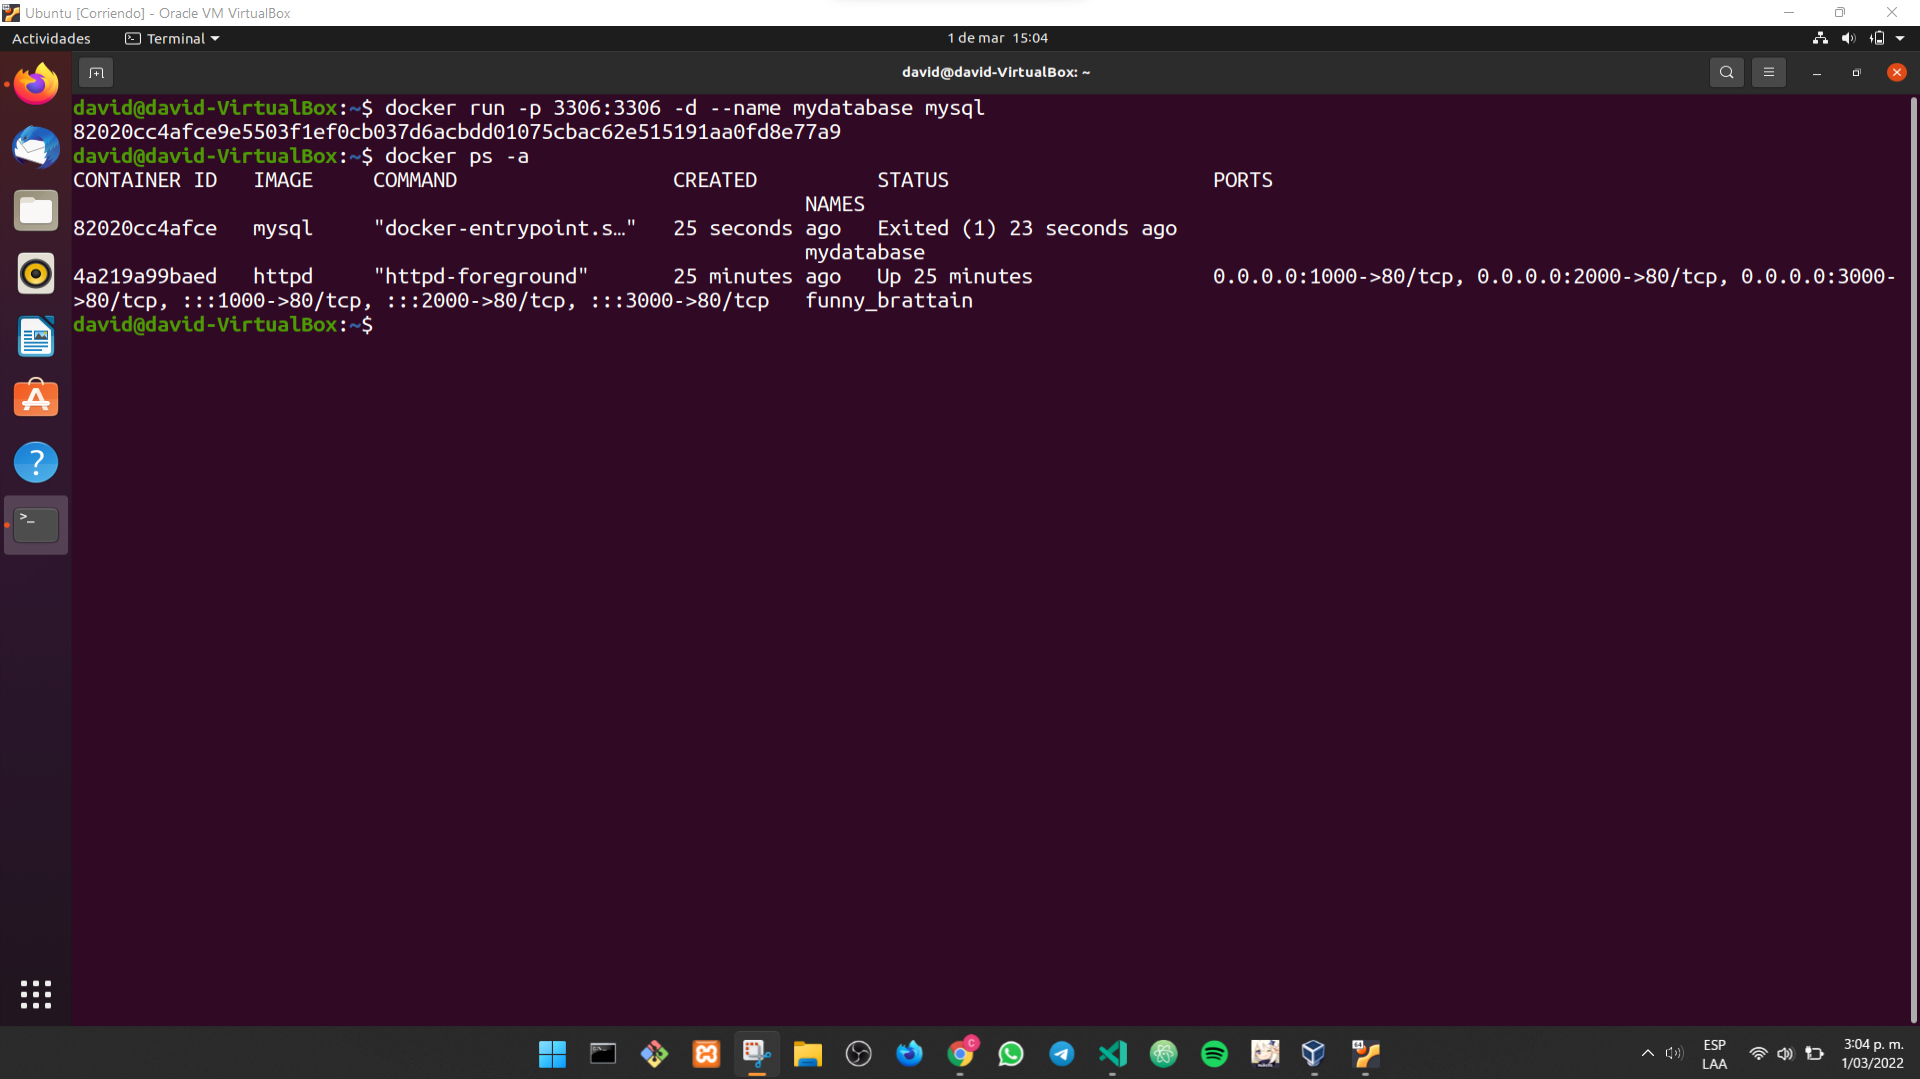 Ubuntu [Corriendo] - Oracle VM VirtualBox
Actividades
Terminal
1 de mar 15:04
david@david-VirtualBox: ~
david@david-VirtualBox:~$ docker run -p 3306:3306 -d --name mydatabase mysql
82020cc4afce9e5503f1ef0cb037d6acbdd01075cbac62e515191aa0fd8e77a9
david@david-VirtualBox:~$ docker ps -a
CONTAINER ID   IMAGE     COMMAND                  CREATED          STATUS                      PORTS
NAMES
82020cc4afce   mysql     "docker-entrypoint.s…"   25 seconds ago   Exited (1) 23 seconds ago
mydatabase
4a219a99baed   httpd     "httpd-foreground"       25 minutes ago   Up 25 minutes               0.0.0.0:1000->80/tcp, 0.0.0.0:2000->80/tcp, 0.0.0.0:3000-
>80/tcp, :::1000->80/tcp, :::2000->80/tcp, :::3000->80/tcp   funny_brattain
david@david-VirtualBox:~$
ESP
LAA
3:04 p. m.
1/03/2022